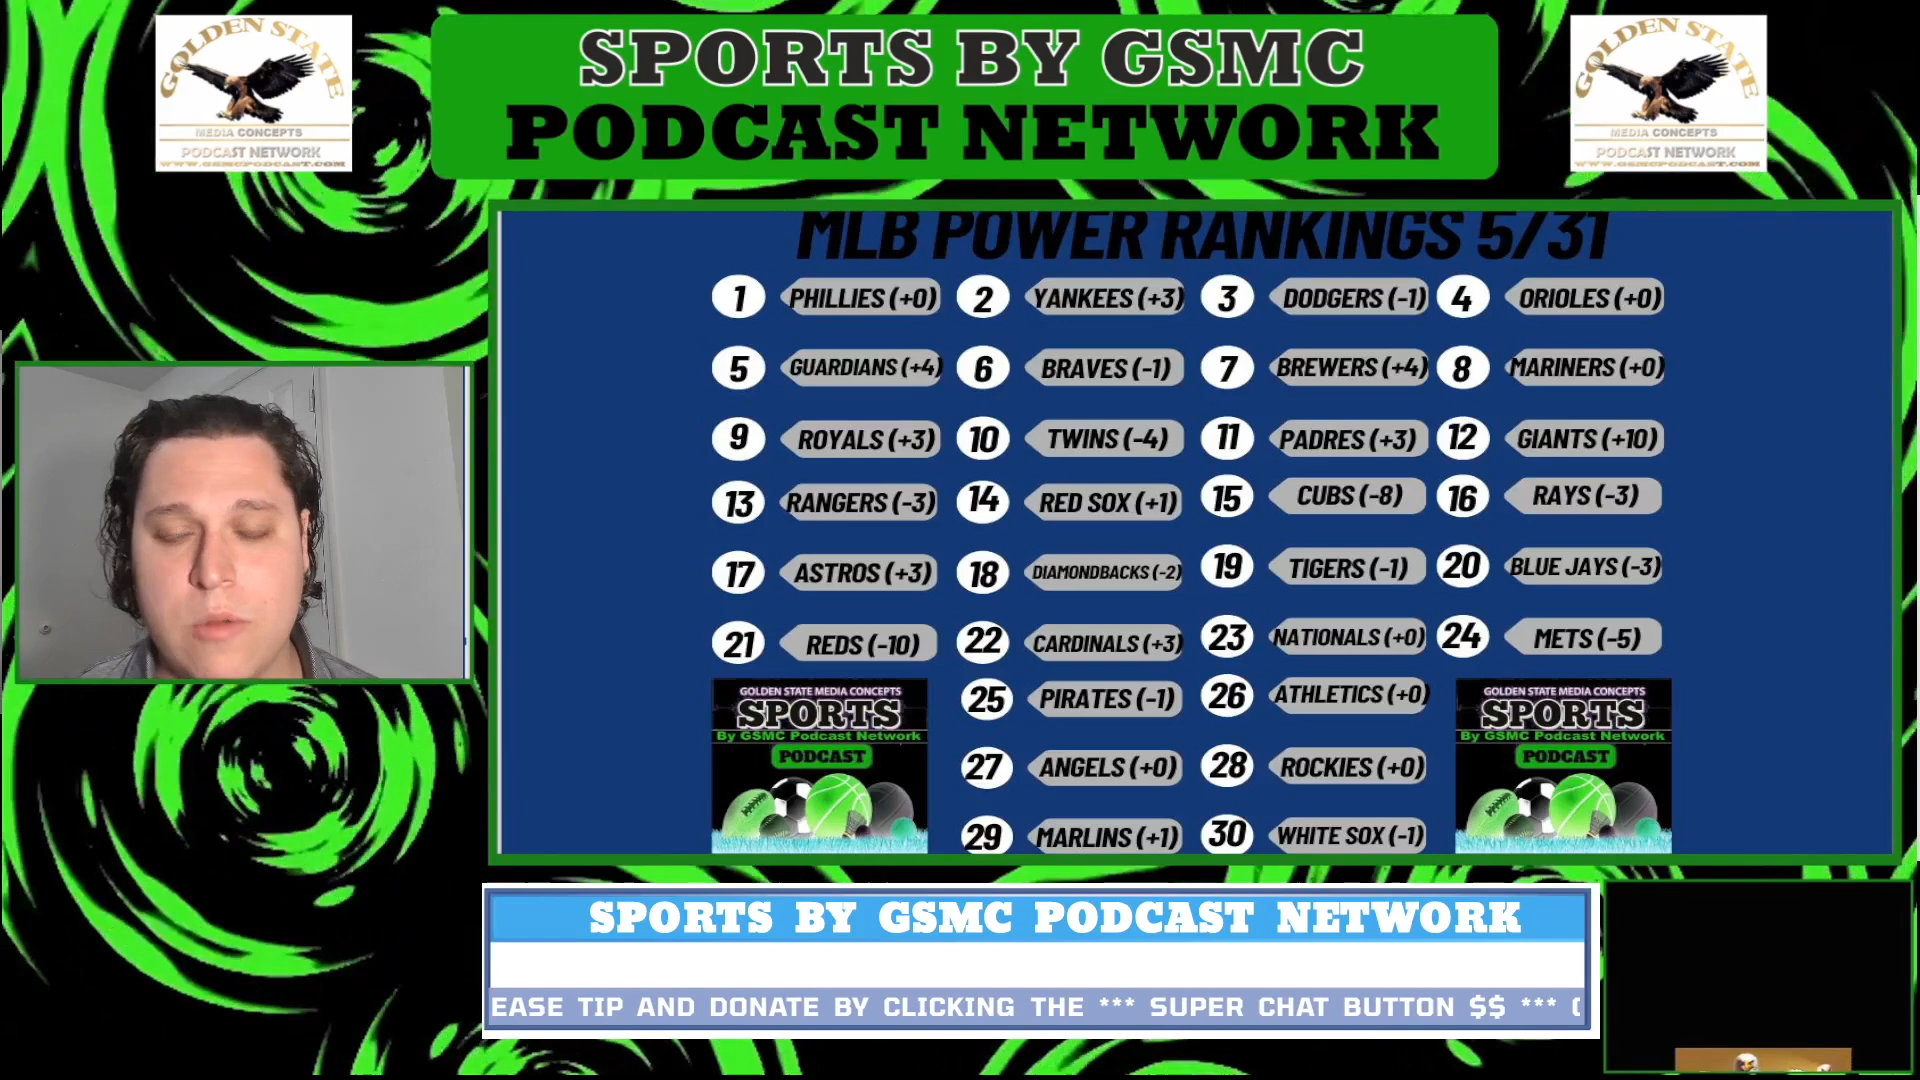 GOLDEN STATE
MEDIA CONCEPTS
PODCAST NETWORK
WWW.GSMCPODCAST.COM
SPORTS BY GSMC
PODCAST NETWORK
GOLDEN STATE
MEDIA CONCEPTS
PODCAST NETWORK
WWW.GSMCPODCAST.COM
MLB POWER RANKINGS 5/31
1 PHILLIES (+0) 2 YANKEES (+3) 3 DODGERS (-1) 4 ORIOLES (+0)
5 GUARDIANS (+4) 6 BRAVES (-1) 7 BREWERS (+4) 8 MARINERS (+0)
9 ROYALS (+3) 10 TWINS (-4) 11 PADRES (+3) 12 GIANTS (+10)
13 RANGERS (-3) 14 RED SOX (+1) 15 CUBS (-8) 16 RAYS (-3)
17 ASTROS (+3) 18 DIAMONDBACKS (-2) 19 TIGERS (-1) 20 BLUE JAYS (-3)
21 REDS (-10) 22 CARDINALS (+3) 23 NATIONALS (+0) 24 METS (-5)
25 PIRATES (-1) 26 ATHLETICS (+0)
27 ANGELS (+0) 28 ROCKIES (+0)
29 MARLINS (+1) 30 WHITE SOX (-1)
GOLDEN STATE MEDIA CONCEPTS
SPORTS
By GSMC Podcast Network
PODCAST
GOLDEN STATE MEDIA CONCEPTS
SPORTS
By GSMC Podcast Network
PODCAST
SPORTS BY GSMC PODCAST NETWORK
EASE TIP AND DONATE BY CLICKING THE *** SUPER CHAT BUTTON $$ ***